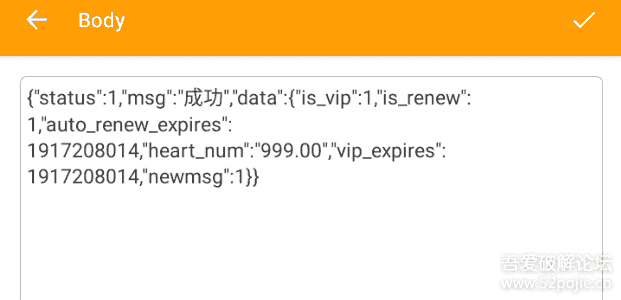 Body
{"status":1,"msg":"成功","data":{"is_vip":1,"is_renew":
1,"auto_renew_expires":
1917208014,"heart_num":"999.00","vip_expires":
1917208014,"newmsg":1}}
吾爱破解论坛
www.52pojie.cn